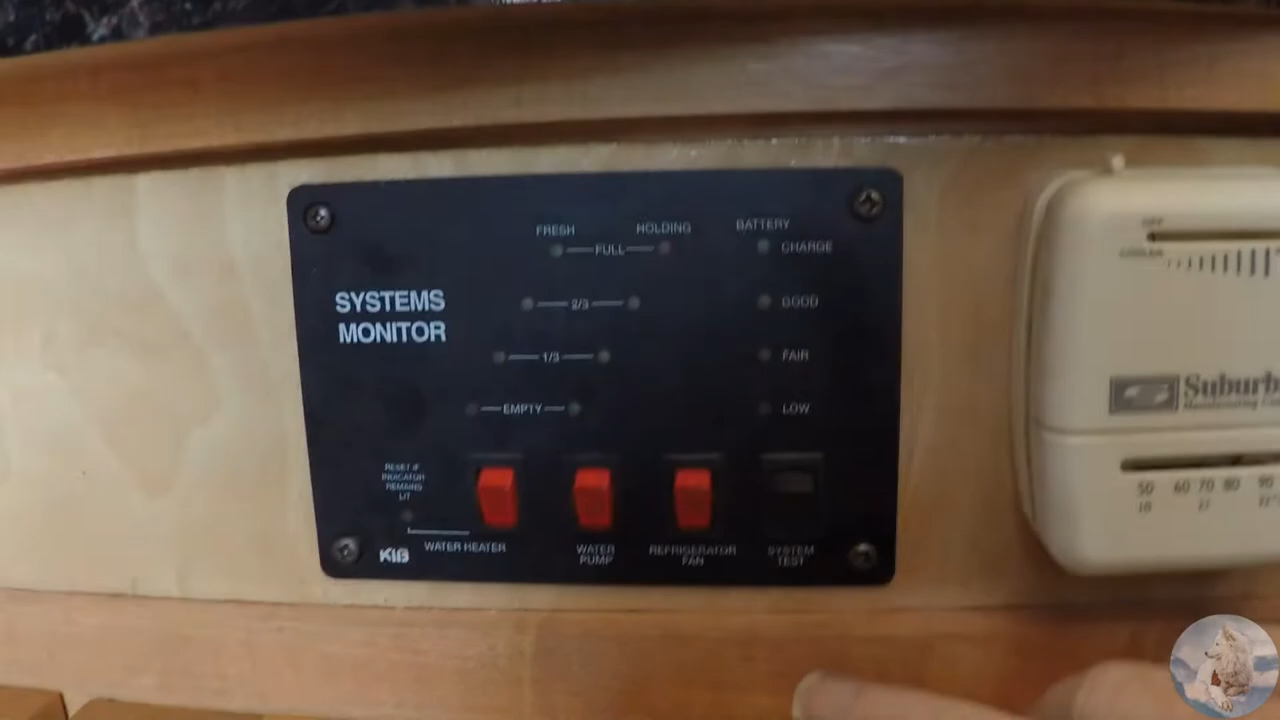 FRESH HOLDING BATTERY
FULL CHARGE
SYSTEMS
MONITOR
2/3 GOOD
1/3 FAIR
EMPTY LOW
RESET IF
INDICATOR
REMAINS
LIT
KIB
WATER HEATER
WATER
PUMP
REFRIGERATOR
FAN
SYSTEM
TEST
OFF
Suburb
50 60 70 80 90
10